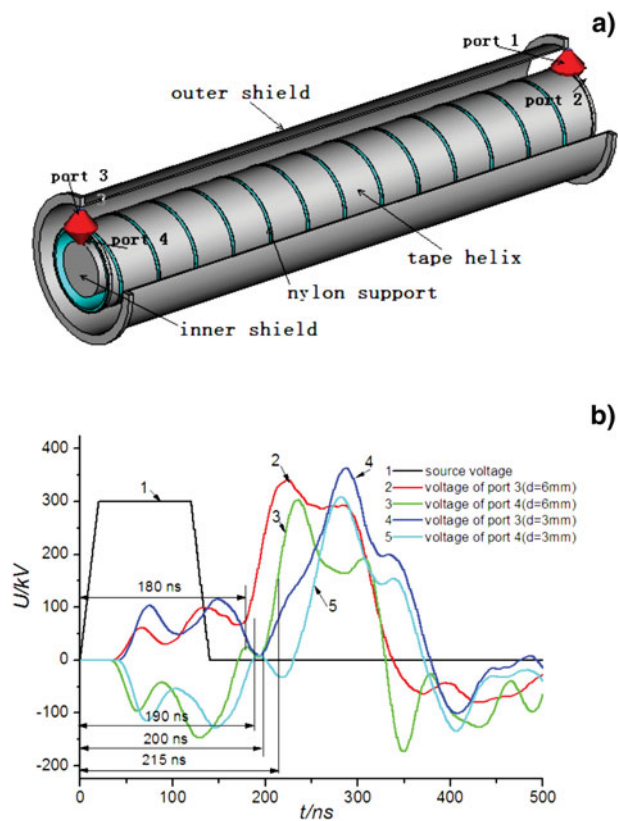 a)
port 1
port 2
outer shield
port 3
port 4
tape helix
nylon support
inner shield
b)
400
300
200
100
0
-100
-200
U/kV
1
2
3
4
5
180 ns
190 ns
200 ns
215 ns
1 source voltage
2 voltage of port 3(d=6mm)
3 voltage of port 4(d=6mm)
4 voltage of port 3(d=3mm)
5 voltage of port 4(d=3mm)
0 100 200 300 400 500
t/ns